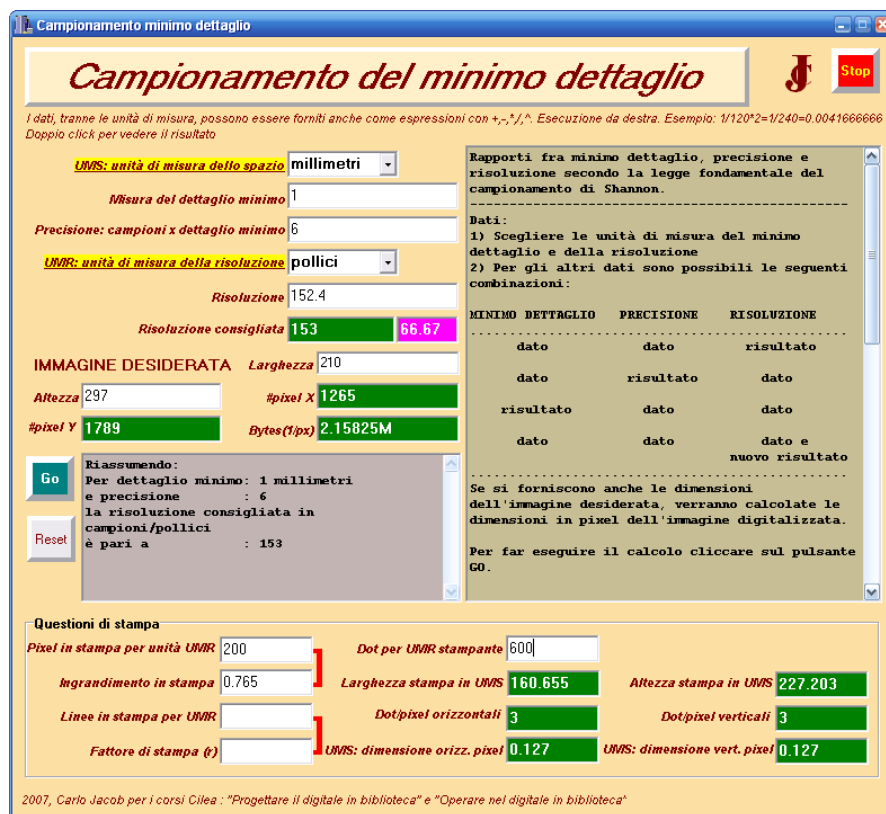 Campionamento minimo dettaglio
Campionamento del minimo dettaglio
JC
Stop
I dati, tranne le unità di misura, possono essere forniti anche come espressioni con +,-,*/,^. Esecuzione da destra. Esempio: 1/120*2=1/240=0.0041666666
Doppio click per vedere il risultato
UMS: unità di misura dello spazio millimetri
Misura del dettaglio minimo 1
Precisione: campioni x dettaglio minimo 6
UMR: unità di misura della risoluzione pollici
Risoluzione 152.4
Risoluzione consigliata 153 66.67
IMMAGINE DESIDERATA Larghezza 210
Altezza 297 #pixel X 1265
#pixel Y 1789 Bytes(1/px) 2.15825M
Go
Reset
Riassumendo:
Per dettaglio minimo: 1 millimetri
e precisione : 6
la risoluzione consigliata in
campioni/pollici
è pari a : 153
Rapporti fra minimo dettaglio, precisione e
risoluzione secondo la legge fondamentale del
campionamento di Shannon.
-----------------------------------------------
Dati:
1) Scegliere le unità di misura del minimo
dettaglio e della risoluzione
2) Per gli altri dati sono possibili le seguenti
combinazioni:
MINIMO DETTAGLIO PRECISIONE RISOLUZIONE
...............................................
dato dato risultato
dato risultato dato
risultato dato dato
dato dato dato e
nuovo risultato
...............................................
Se si forniscono anche le dimensioni
dell'immagine desiderata, verranno calcolate le
dimensioni in pixel dell'immagine digitalizzata.
Per far eseguire il calcolo cliccare sul pulsante
GO.
Questioni di stampa
Pixel in stampa per unità UMR 200 Dot per UMR stampante 600
Ingrandimento in stampa 0.765 Larghezza stampa in UMS 160.655 Altezza stampa in UMS 227.203
Linee in stampa per UMR Dot/pixel orizzontali 3 Dot/pixel verticali 3
Fattore di stampa (r) UMS: dimensione orizz. pixel 0.127 UMS: dimensione vert. pixel 0.127
2007, Carlo Jacob per i corsi Cilea : "Progettare il digitale in biblioteca" e "Operare nel digitale in biblioteca"